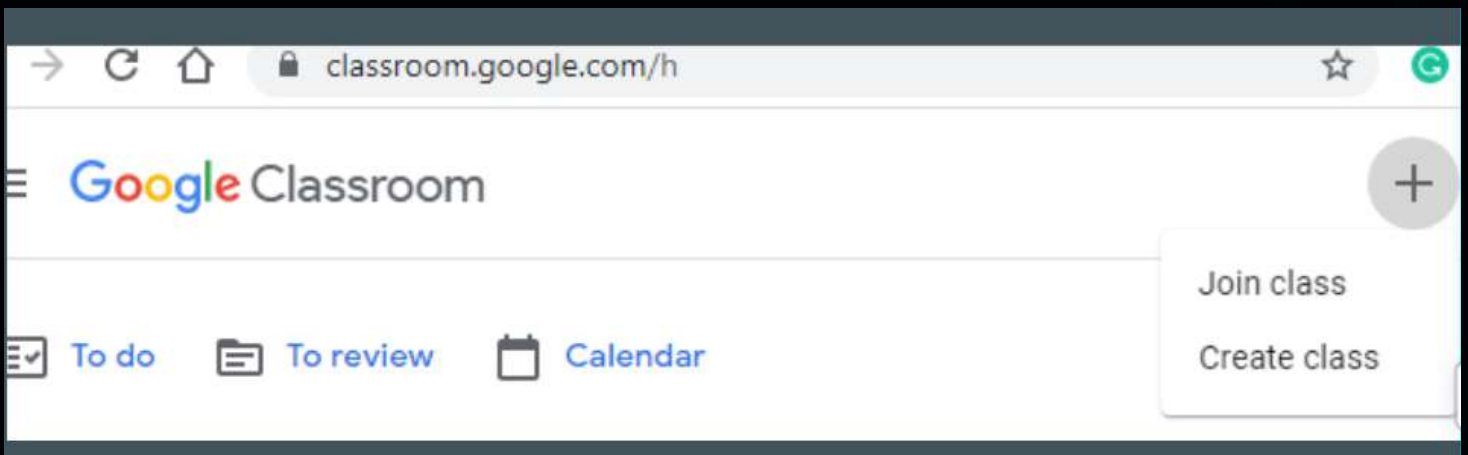 classroom.google.com/h
Google Classroom
Join class
Create class
To do To review Calendar